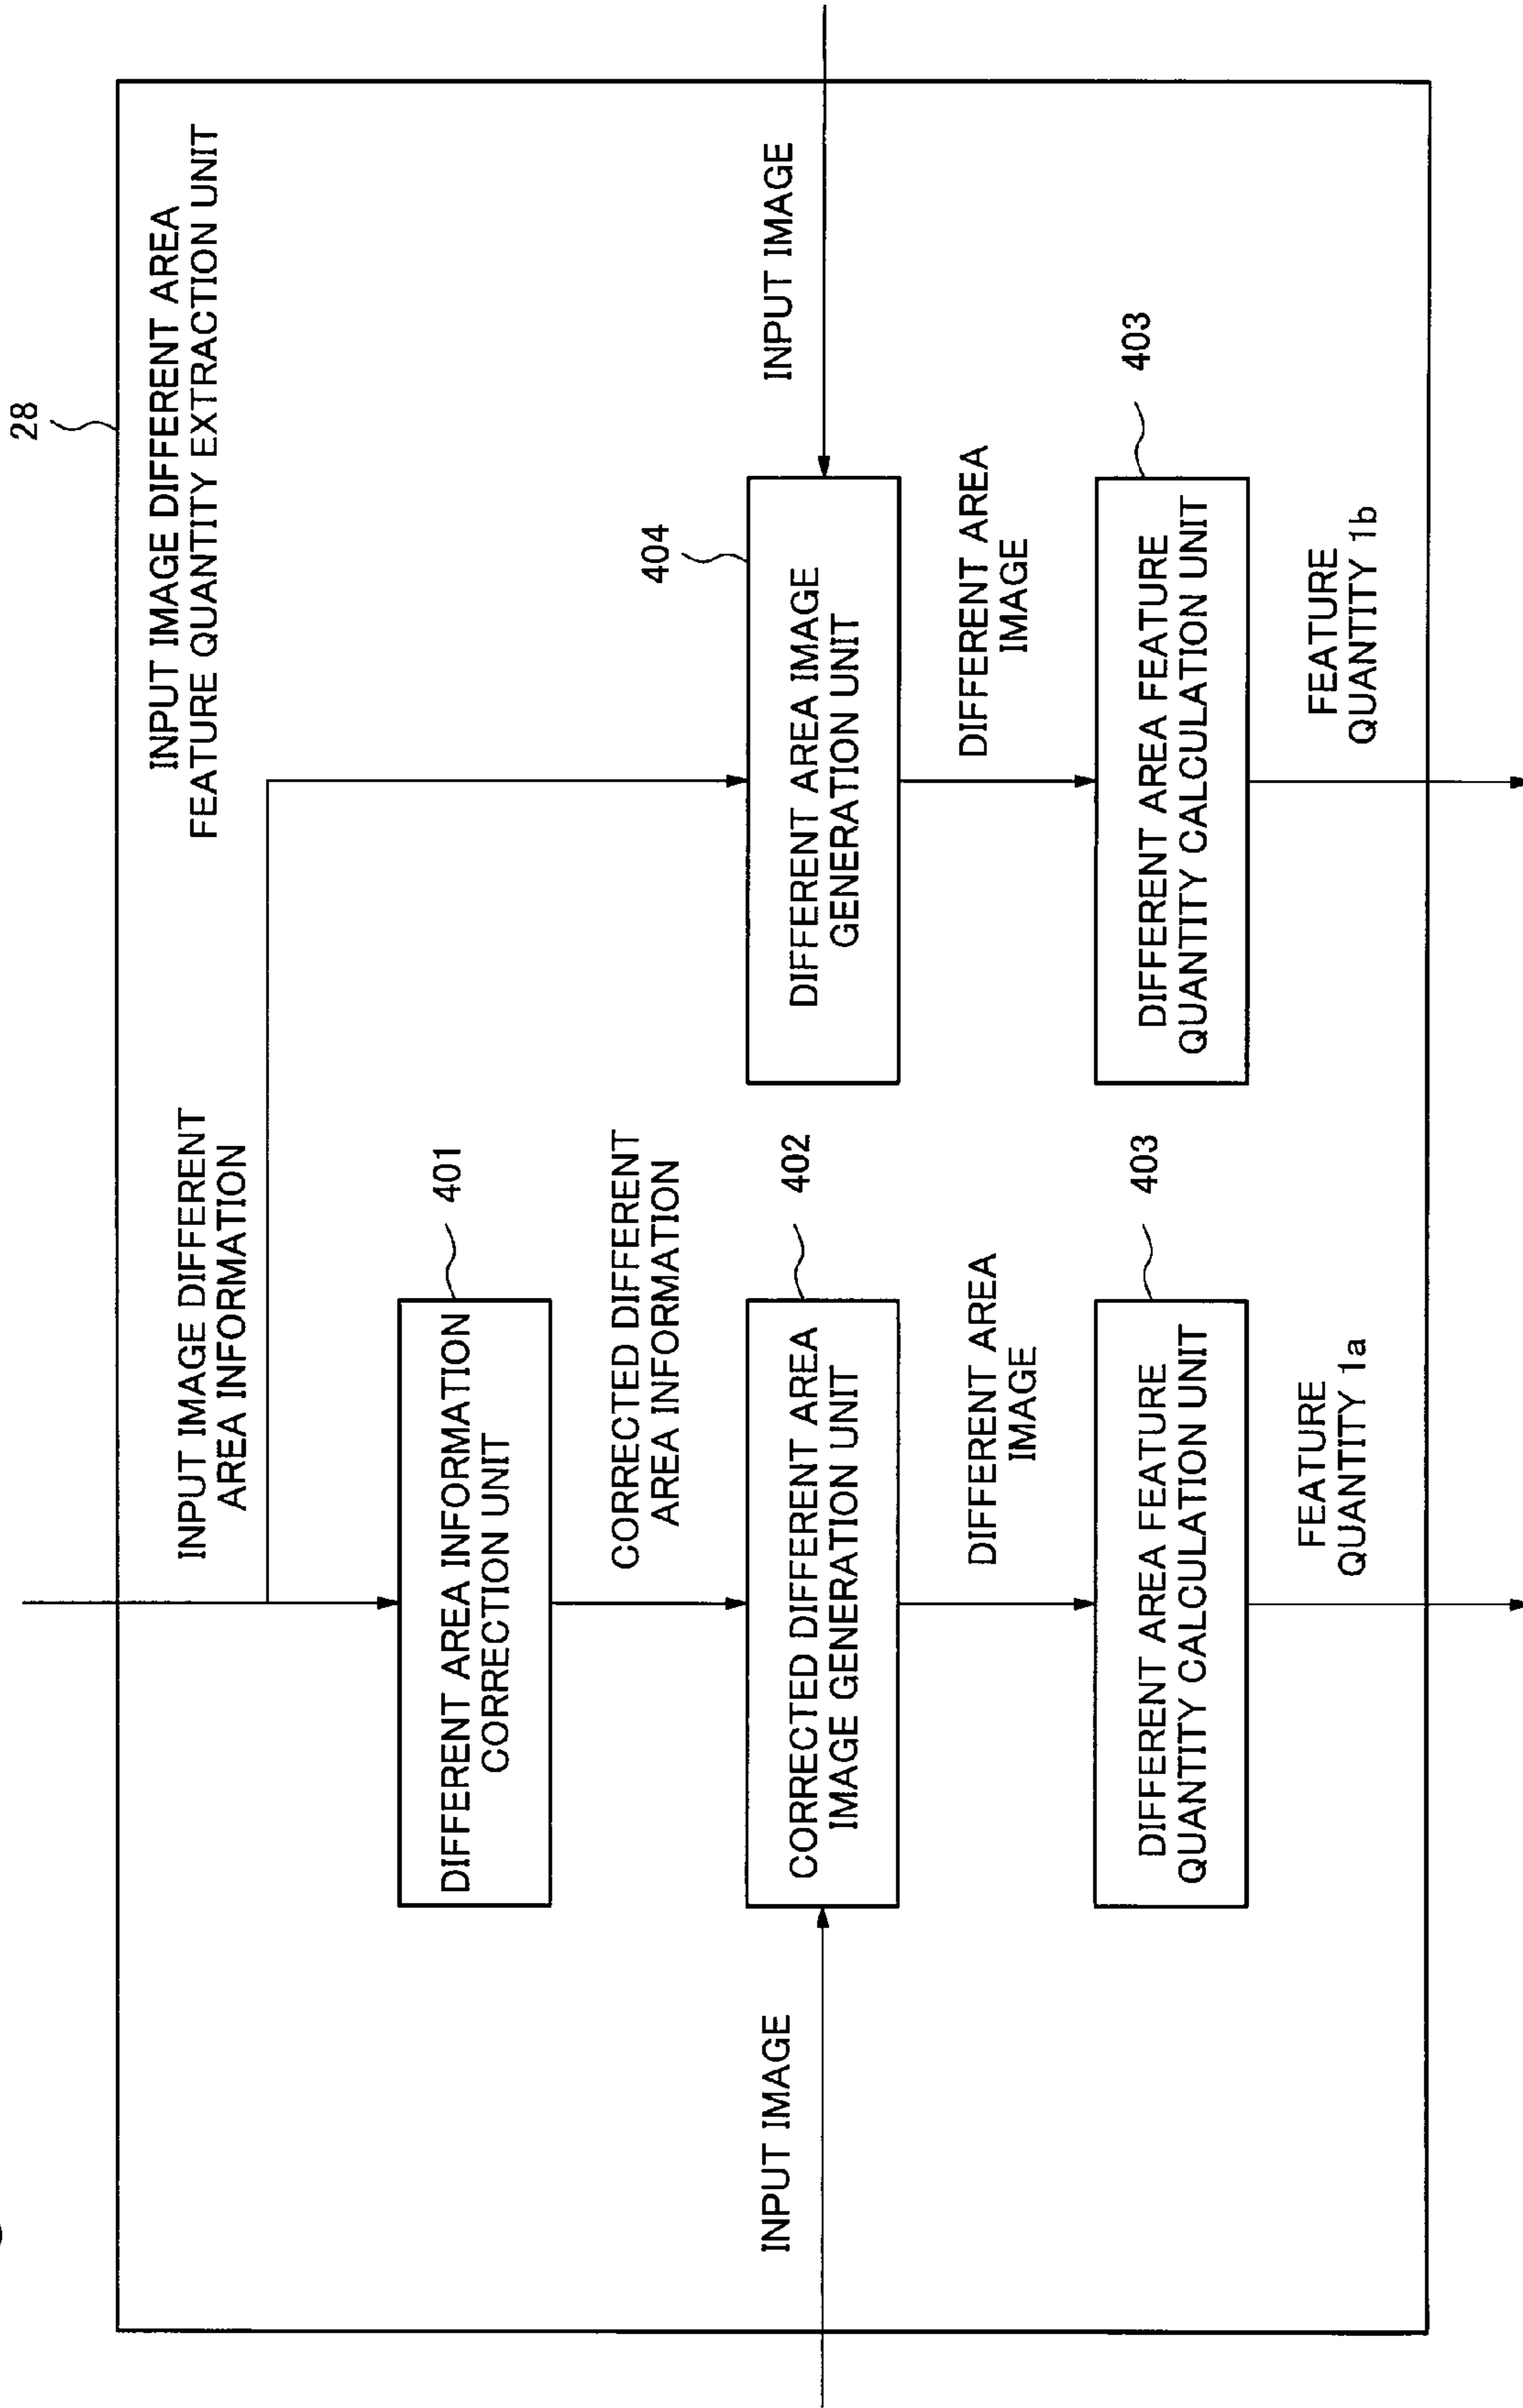 28
INPUT IMAGE DIFFERENT AREA
FEATURE QUANTITY EXTRACTION UNIT
INPUT IMAGE DIFFERENT
AREA INFORMATION
401
DIFFERENT AREA INFORMATION
CORRECTION UNIT
CORRECTED DIFFERENT
AREA INFORMATION
INPUT IMAGE
402
CORRECTED DIFFERENT AREA
IMAGE GENERATION UNIT
404
DIFFERENT AREA IMAGE
GENERATION UNIT
INPUT IMAGE
DIFFERENT AREA
IMAGE
DIFFERENT AREA
IMAGE
403
DIFFERENT AREA FEATURE
QUANTITY CALCULATION UNIT
403
DIFFERENT AREA FEATURE
QUANTITY CALCULATION UNIT
FEATURE
QUANTITY 1a
FEATURE
QUANTITY 1b